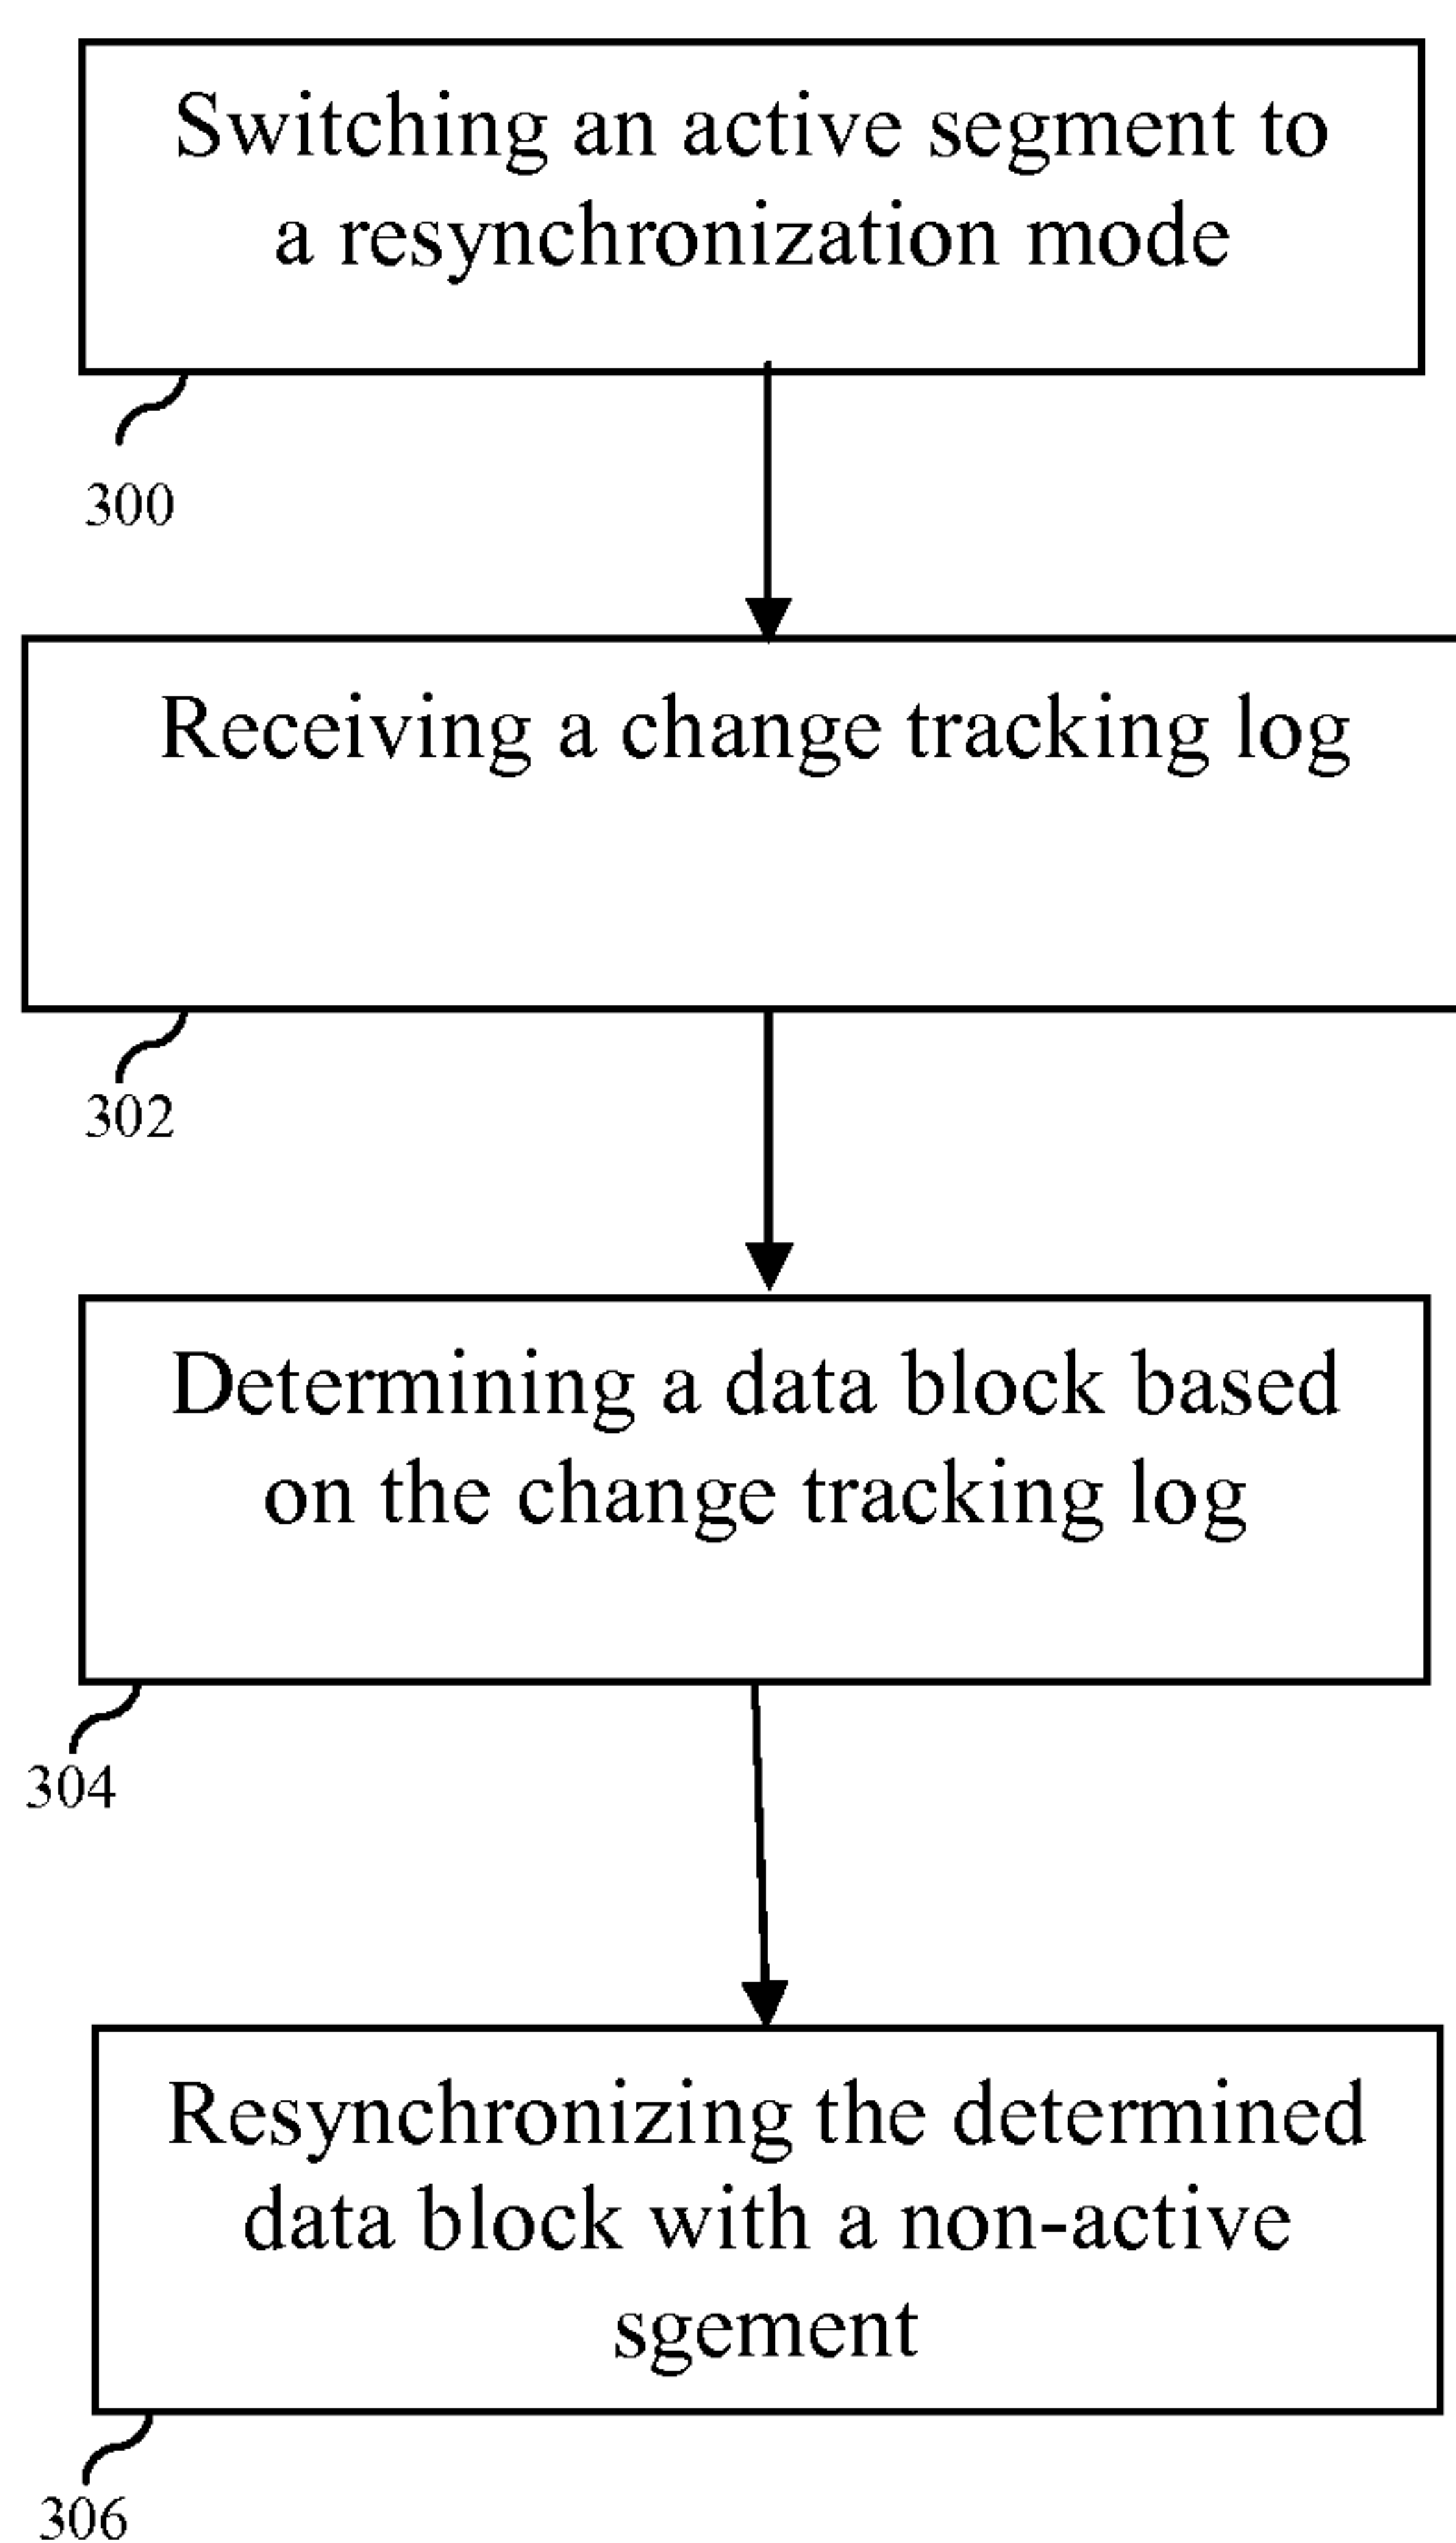 Switching an active segment to
a resynchronization mode
300
Receiving a change tracking log
302
Determining a data block based
on the change tracking log
304
Resynchronizing the determined
data block with a non-active
sgement
306